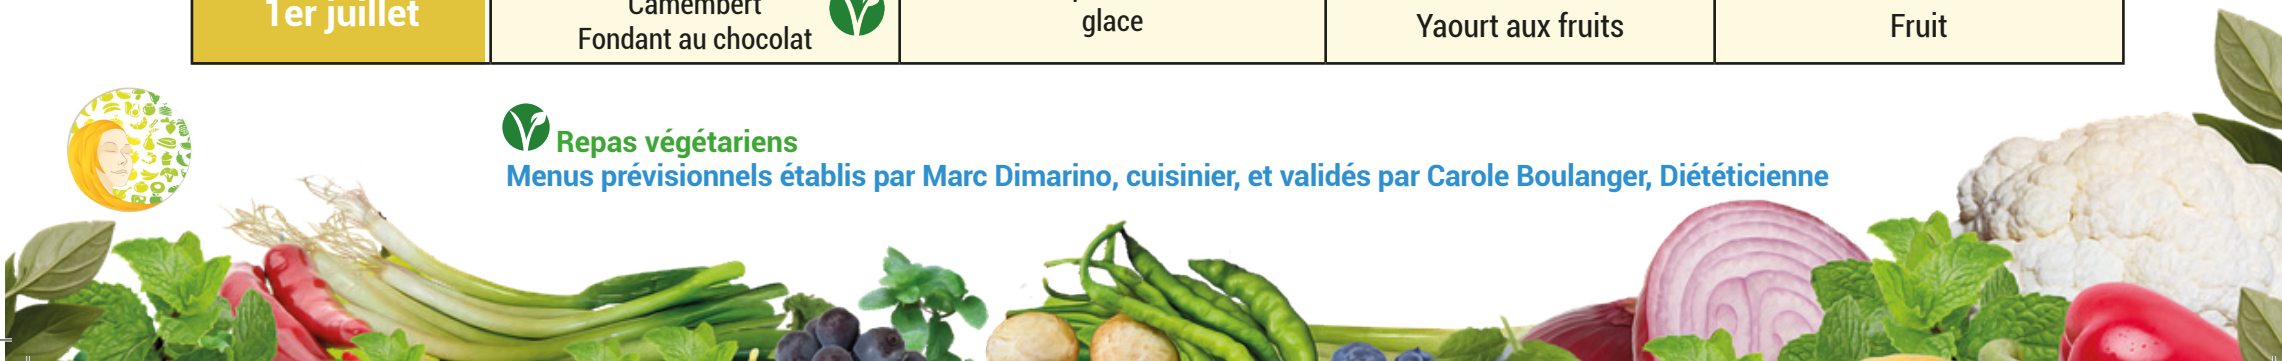 1er juillet
Camembert
Fondant au chocolat
glace
Yaourt aux fruits
Fruit
Repas végétariens
Menus prévisionnels établis par Marc Dimarino, cuisinier, et validés par Carole Boulanger, Diététicienne